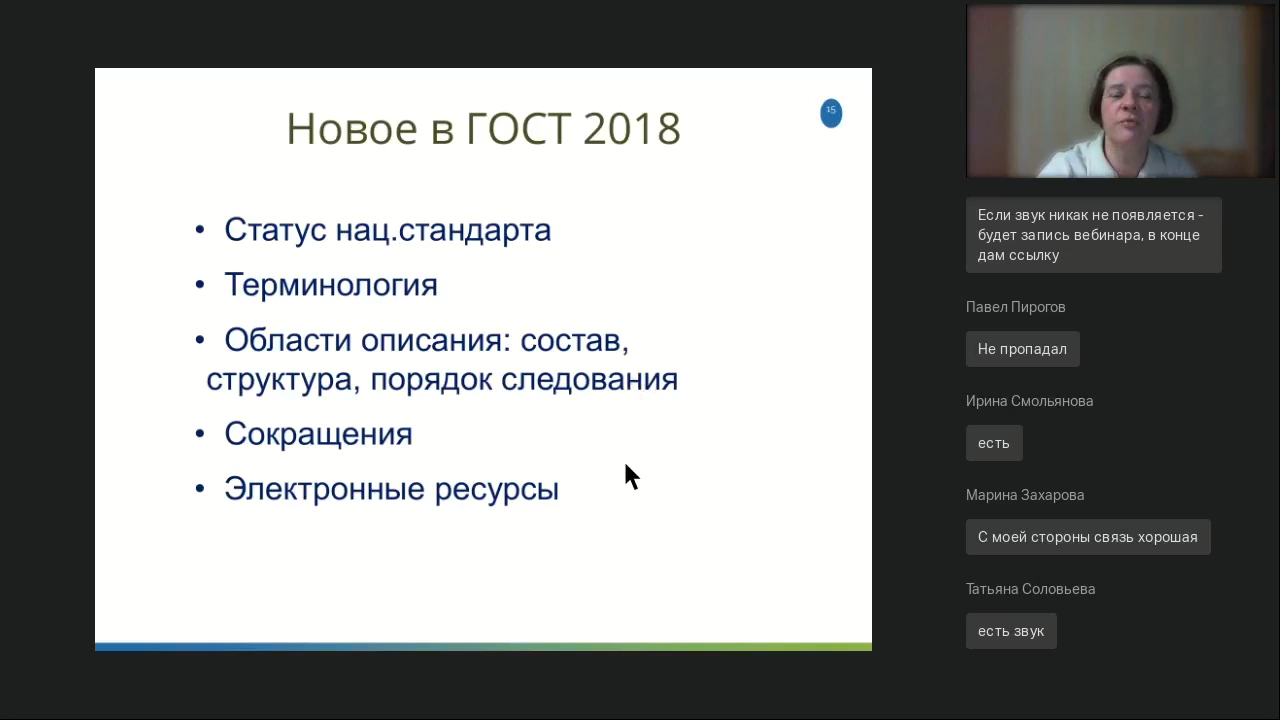 Новое в ГОСТ 2018
15
• Статус нац.стандарта
• Терминология
• Области описания: состав,
структура, порядок следования
• Сокращения
• Электронные ресурсы
Если звук никак не появляется -
будет запись вебинара, в конце
дам ссылку
Павел Пирогов
Не пропадал
Ирина Смольянова
есть
Марина Захарова
С моей стороны связь хорошая
Татьяна Соловьева
есть звук